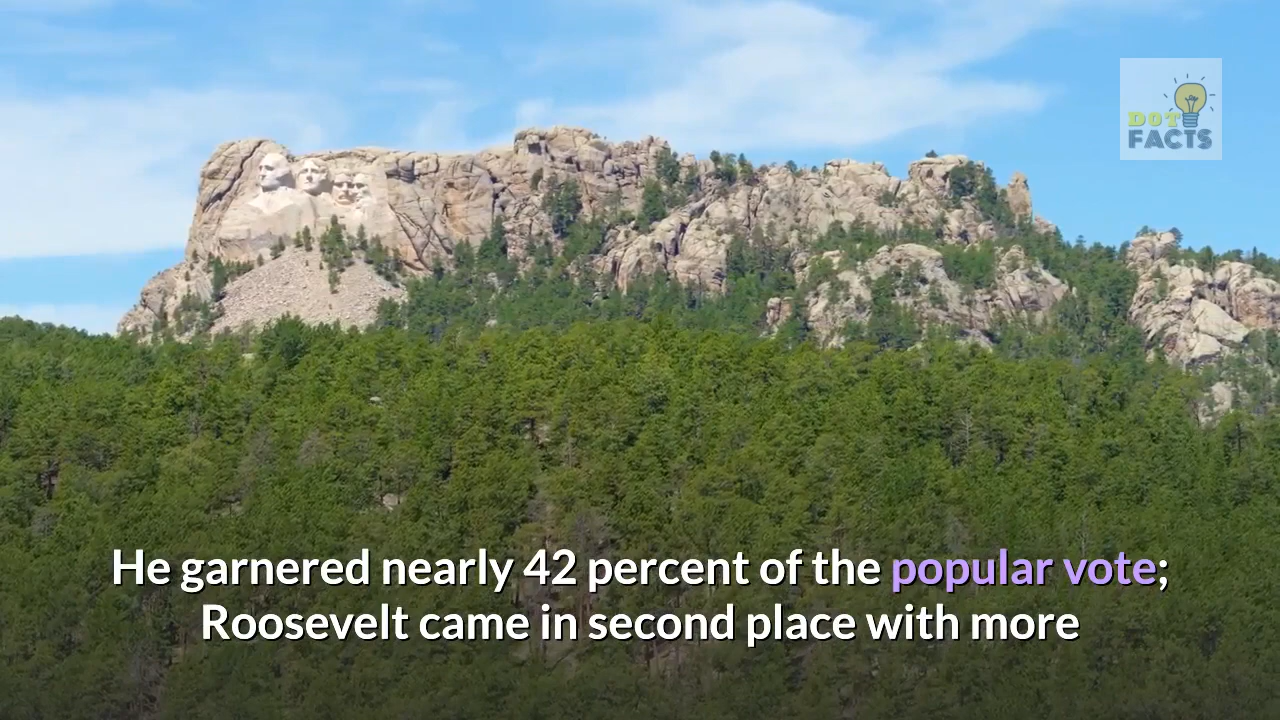 DOT
FACTS
He garnered nearly 42 percent of the popular vote;
Roosevelt came in second place with more